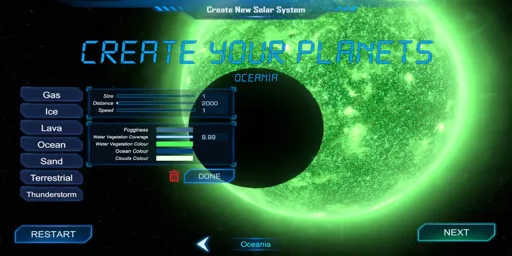 Create New Solar System
CREATE YOUR PLANETS
OCEANIA
Gas
Ice
Lava
Ocean
Sand
Terrestrial
Thunderstorm
Size 1
Distance 2000
Speed 1
Fogginess
Water Vegetation Coverage 9.99
Water Vegetation Colour
Ocean Colour
Clouds Colour
DONE
RESTART
Oceania
NEXT